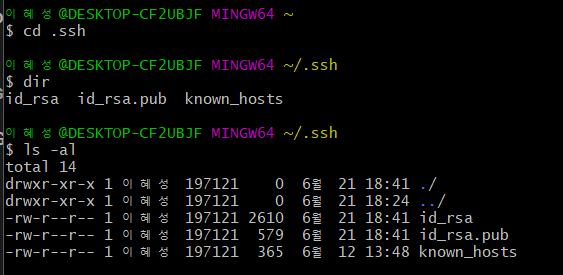 이혜성@DESKTOP-CF2UBJF MINGW64 ~
$ cd .ssh
이혜성@DESKTOP-CF2UBJF MINGW64 ~/.ssh
$ dir
id_rsa  id_rsa.pub  known_hosts
이혜성@DESKTOP-CF2UBJF MINGW64 ~/.ssh
$ ls -al
total 14
drwxr-xr-x 1 이혜성 197121    0  6월  21 18:41 ./
drwxr-xr-x 1 이혜성 197121    0  6월  21 18:24 ../
-rw-r--r-- 1 이혜성 197121 2610  6월  21 18:41 id_rsa
-rw-r--r-- 1 이혜성 197121  579  6월  21 18:41 id_rsa.pub
-rw-r--r-- 1 이혜성 197121  365  6월  12 13:48 known_hosts